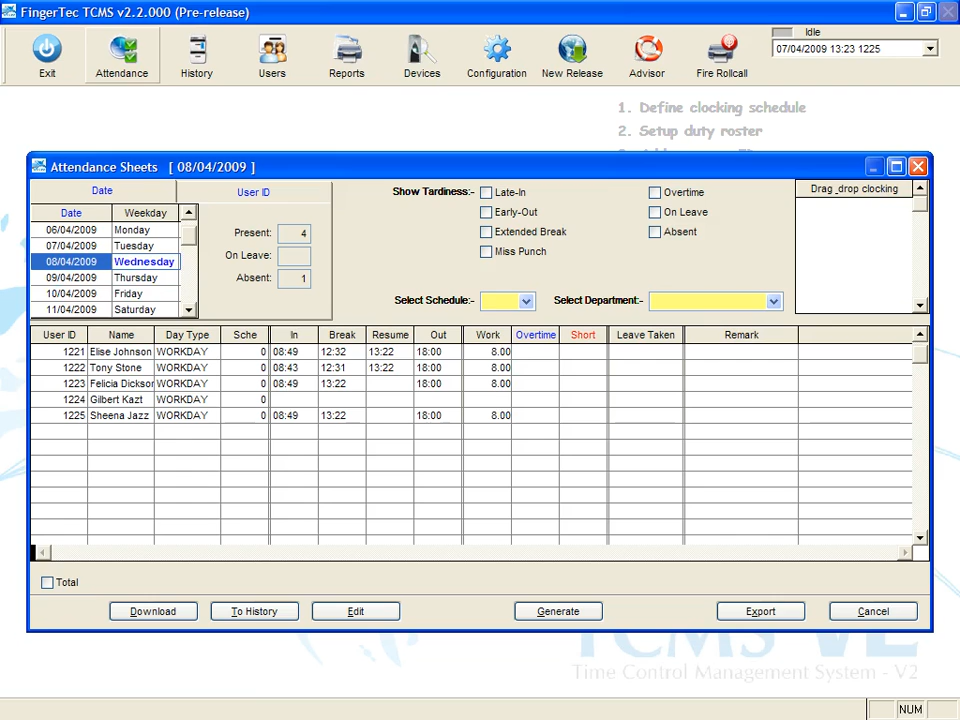 FingerTec TCMS v2.2.000 (Pre-release)
Exit Attendance History Users Reports Devices Configuration New Release Advisor Fire Rollcall
Idle
07/04/2009 13:23 1225
1. Define clocking schedule
2. Setup duty roster
Attendance Sheets [ 08/04/2009 ]
Date User ID
Date Weekday
06/04/2009 Monday
07/04/2009 Tuesday
08/04/2009 Wednesday
09/04/2009 Thursday
10/04/2009 Friday
11/04/2009 Saturday
Present: 4
On Leave:
Absent: 1
Show Tardiness:- Late-In Overtime
Early-Out On Leave
Extended Break Absent
Miss Punch
Select Schedule:- Select Department:-
Drag_drop clocking
User ID Name Day Type Sche In Break Resume Out Work Overtime Short Leave Taken Remark
1221 Elise Johnson WORKDAY 0 08:49 12:32 13:22 18:00 8.00
1222 Tony Stone WORKDAY 0 08:43 12:31 13:22 18:00 8.00
1223 Felicia Dickson WORKDAY 0 08:49 13:22 18:00 8.00
1224 Gilbert Kazt WORKDAY 0
1225 Sheena Jazz WORKDAY 0 08:49 13:22 18:00 8.00
Total
Download To History Edit Generate Export Cancel
TCMS V2
Time Control Management System - V2
NUM